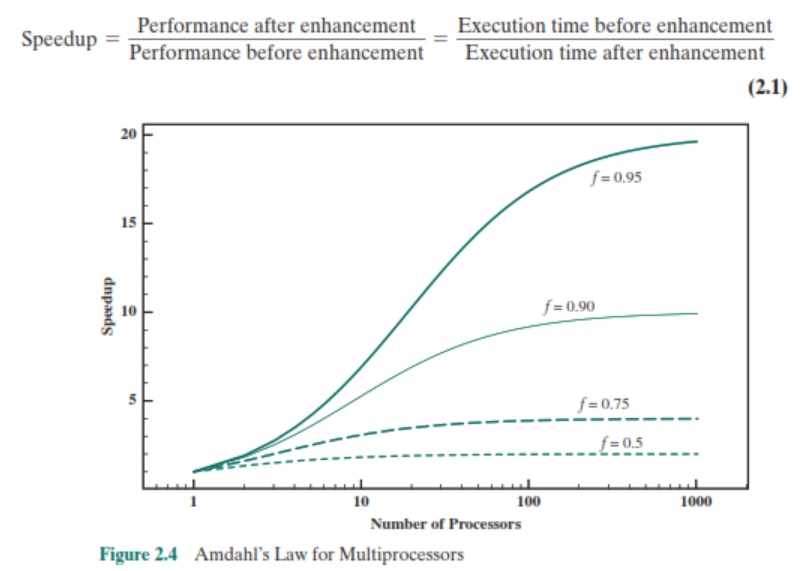 Speedup = Performance after enhancement / Performance before enhancement = Execution time before enhancement / Execution time after enhancement
(2.1)
20
f = 0.95
15
Speedup
10
f = 0.90
5
f = 0.75
f = 0.5
1 10 100 1000
Number of Processors
Figure 2.4 Amdahl's Law for Multiprocessors